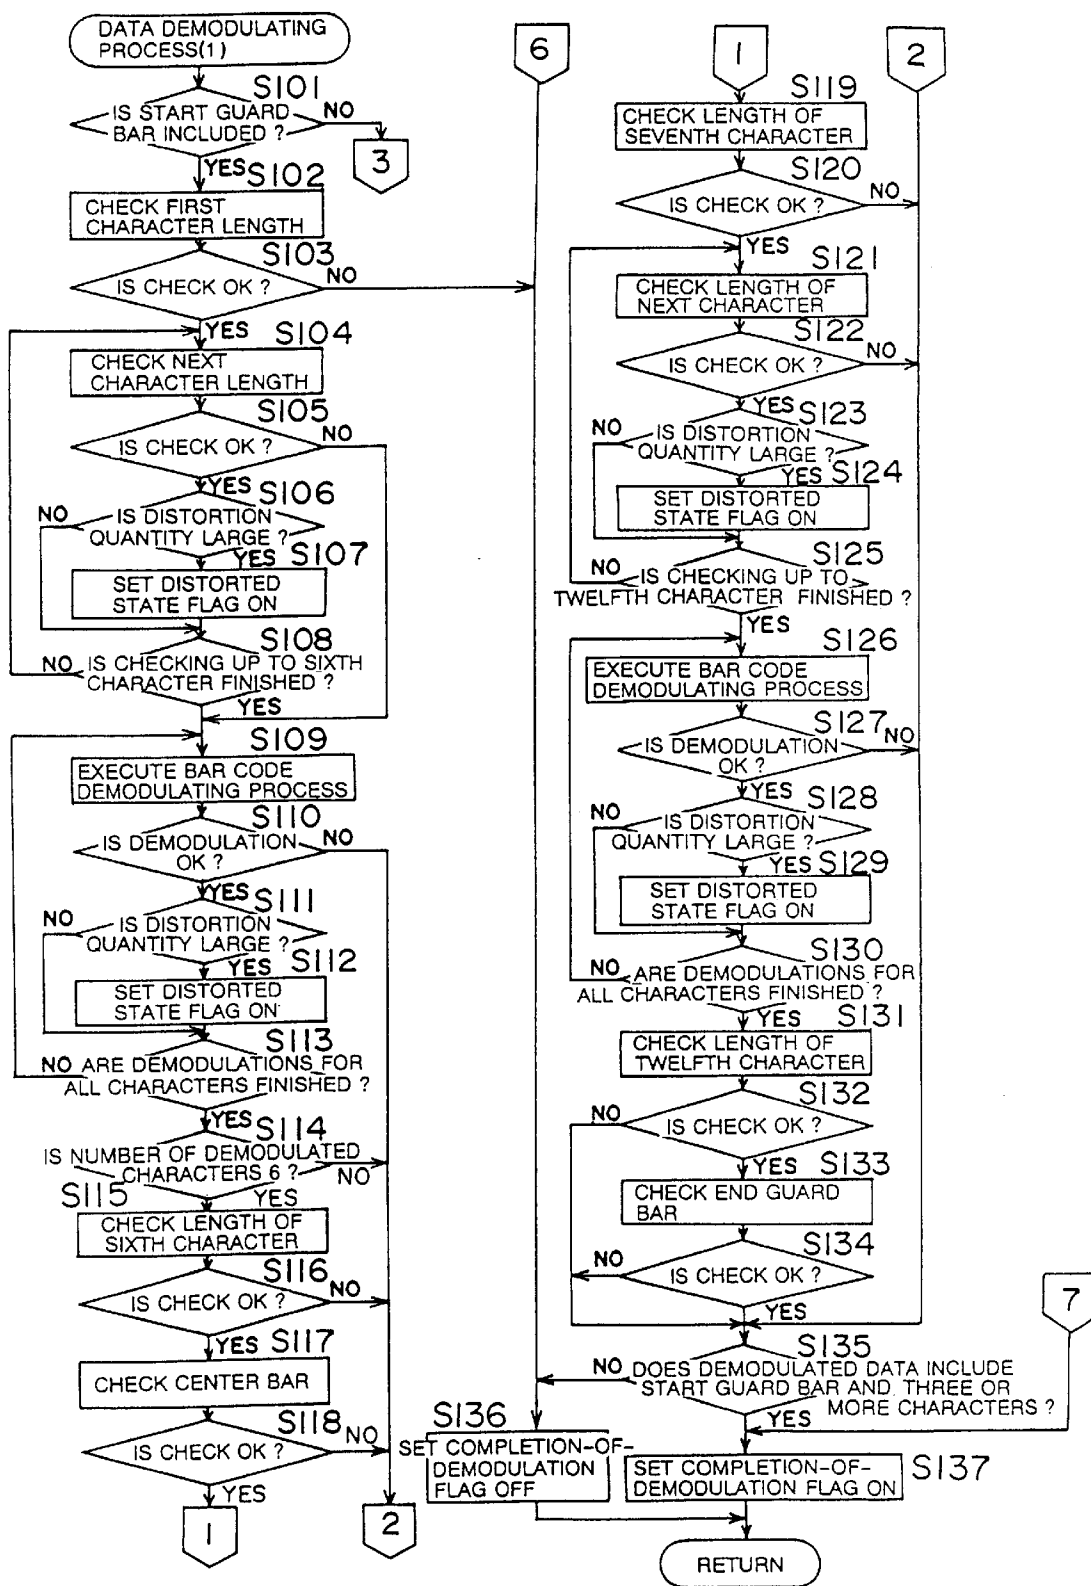 DATA DEMODULATING
PROCESS(1)
S101
IS START GUARD
BAR INCLUDED ?
NO
3
YES
S102
CHECK FIRST
CHARACTER LENGTH
S103
IS CHECK OK ?
NO
YES
S104
CHECK NEXT
CHARACTER LENGTH
S105
IS CHECK OK ?
NO
YES
S106
NO
IS DISTORTION
QUANTITY LARGE ?
YES
S107
SET DISTORTED
STATE FLAG ON
S108
NO
IS CHECKING UP TO SIXTH
CHARACTER FINISHED ?
YES
S109
EXECUTE BAR CODE
DEMODULATING PROCESS
S110
IS DEMODULATION
OK ?
NO
YES
S111
NO
IS DISTORTION
QUANTITY LARGE ?
YES
S112
SET DISTORTED
STATE FLAG ON
S113
NO
ARE DEMODULATIONS FOR
ALL CHARACTERS FINISHED ?
YES
S114
IS NUMBER OF DEMODULATED
CHARACTERS 6 ?
NO
YES
S115
CHECK LENGTH OF
SIXTH CHARACTER
S116
IS CHECK OK ?
NO
YES
S117
CHECK CENTER BAR
S118
IS CHECK OK ?
NO
YES
1
2
6
1
2
S119
CHECK LENGTH OF
SEVENTH CHARACTER
S120
IS CHECK OK ?
NO
YES
S121
CHECK LENGTH OF
NEXT CHARACTER
S122
IS CHECK OK ?
NO
YES
S123
NO
IS DISTORTION
QUANTITY LARGE ?
YES
S124
SET DISTORTED
STATE FLAG ON
S125
NO
IS CHECKING UP TO
TWELFTH CHARACTER FINISHED ?
YES
S126
EXECUTE BAR CODE
DEMODULATING PROCESS
S127
IS DEMODULATION
OK ?
NO
YES
S128
NO
IS DISTORTION
QUANTITY LARGE ?
YES
S129
SET DISTORTED
STATE FLAG ON
S130
NO
ARE DEMODULATIONS FOR
ALL CHARACTERS FINISHED ?
YES
S131
CHECK LENGTH OF
TWELFTH CHARACTER
S132
NO
IS CHECK OK ?
YES
S133
CHECK END GUARD
BAR
S134
NO
IS CHECK OK ?
YES
7
S135
NO
DOES DEMODULATED DATA INCLUDE
START GUARD BAR AND THREE OR
MORE CHARACTERS ?
YES
S136
SET COMPLETION-OF-
DEMODULATION
FLAG OFF
SET COMPLETION-OF-
DEMODULATION FLAG ON
S137
RETURN